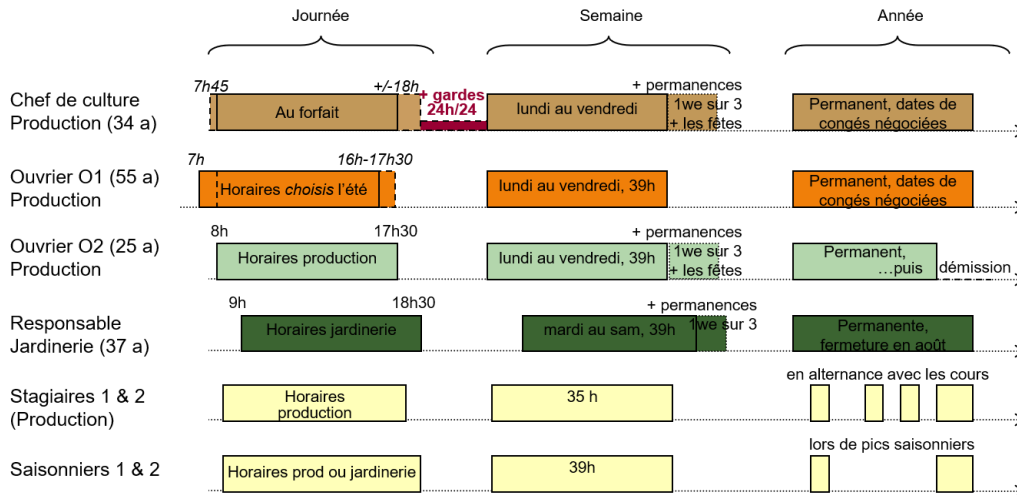 Journée
Semaine
Année
Chef de culture
Production (34 a)
7h45
+/-18h
Au forfait
+ gardes
24h/24
lundi au vendredi
+ permanences
1we sur 3
+ les fêtes
Permanent, dates de
congés négociées
Ouvrier O1 (55 a)
Production
7h
16h-17h30
Horaires choisis l'été
lundi au vendredi, 39h
Permanent, dates de
congés négociées
Ouvrier O2 (25 a)
Production
8h
17h30
Horaires production
lundi au vendredi, 39h
+ permanences
1we sur 3
+ les fêtes
Permanent,
…puis
démission
Responsable
Jardinerie (37 a)
9h
18h30
Horaires jardinerie
mardi au sam, 39h
+ permanences
1we sur 3
Permanente,
fermeture en août
Stagiaires 1 & 2
(Production)
Horaires
production
35 h
en alternance avec les cours
Saisonniers 1 & 2
Horaires prod ou jardinerie
39h
lors de pics saisonniers